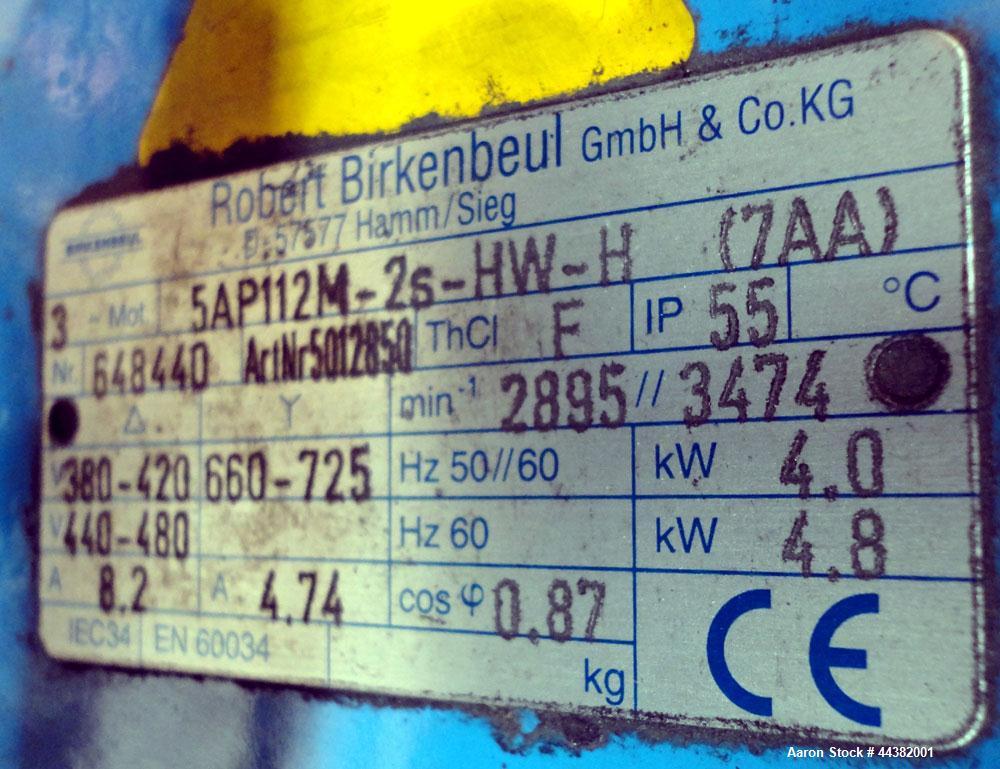 Robert Birkenbeul GmbH & Co.KG
BIRKENBEUL
D-57577 Hamm/Sieg
3 ~ Mot. 5AP112M-2s-HW-H (7AA)
Nr. 648440 ArtNr5012850 ThCl F IP 55 °C
Δ Y min⁻¹ 2895 // 3474
V 380-420 660-725 Hz 50//60 kW 4.0
V 440-480 Hz 60 kW 4.8
A 8.2 A 4.74 cos φ 0.87
IEC34 EN 60034 kg CE
Aaron Stock # 44382001